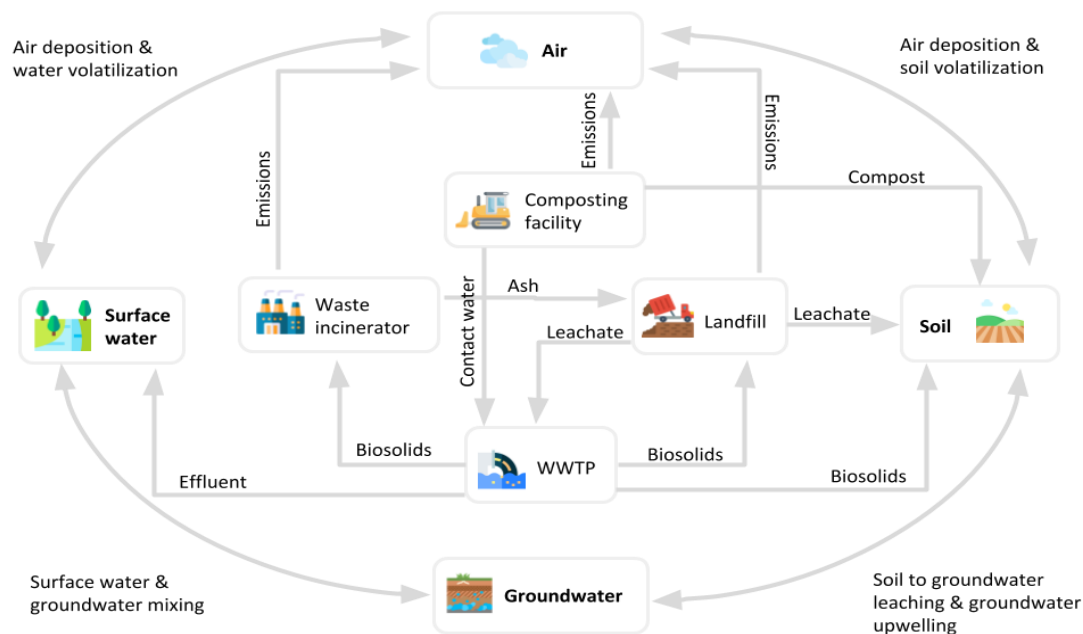 Air deposition &
water volatilization
Air
Air deposition &
soil volatilization
Emissions
Emissions
Emissions
Composting
facility
Compost
Contact water
Surface
water
Waste
incinerator
Ash
Leachate
Landfill
Leachate
Soil
Biosolids
WWTP
Biosolids
Effluent
Biosolids
Surface water &
groundwater mixing
Groundwater
Soil to groundwater
leaching & groundwater
upwelling